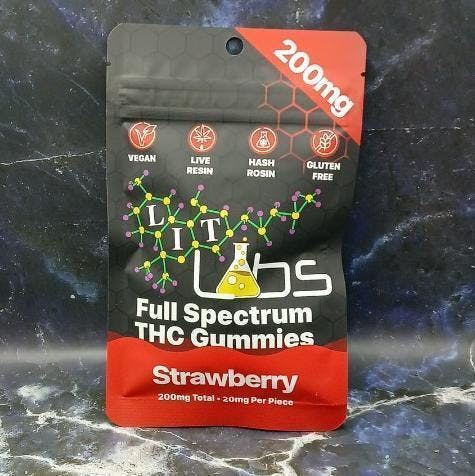 200mg
VEGAN
LIVE
RESIN
HASH
ROSIN
GLUTEN
FREE
LIT
Labs
Full Spectrum
THC Gummies
Strawberry
200mg Total · 20mg Per Piece